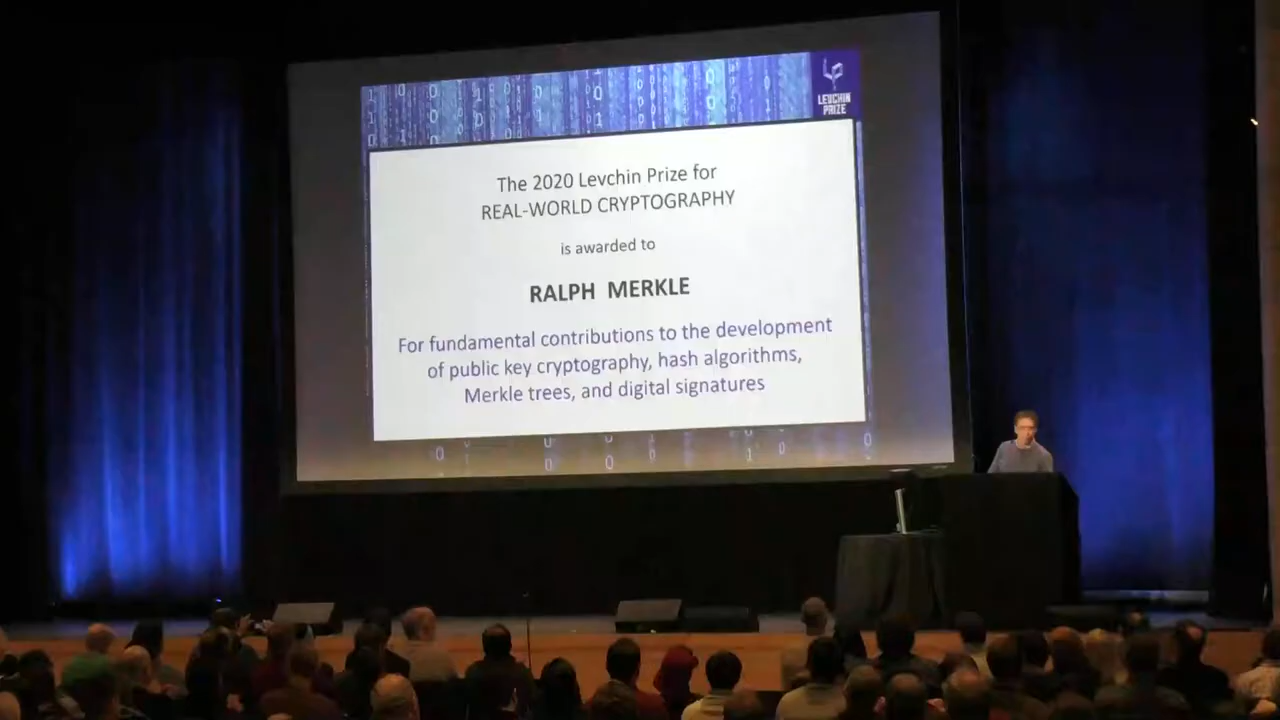 LEVCHIN
PRIZE
The 2020 Levchin Prize for
REAL-WORLD CRYPTOGRAPHY
is awarded to
RALPH MERKLE
For fundamental contributions to the development
of public key cryptography, hash algorithms,
Merkle trees, and digital signatures